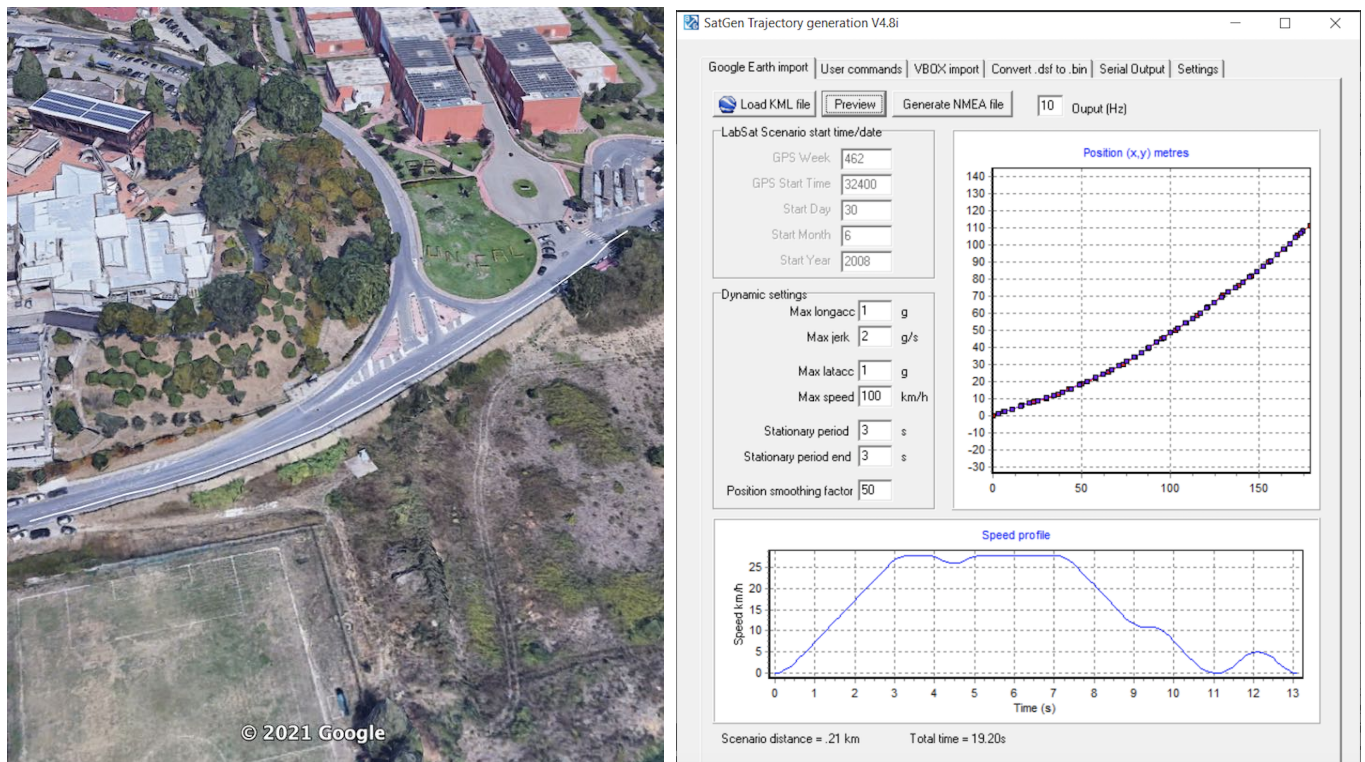 UNICAL
© 2021 Google
SatGen Trajectory generation V4.8i
Google Earth import User commands VBOX import Convert .dsf to .bin Serial Output Settings
Load KML file Preview Generate NMEA file 10 Ouput (Hz)
LabSat Scenario start time/date
GPS Week 462
GPS Start Time 32400
Start Day 30
Start Month 6
Start Year 2008
Dynamic settings
Max longacc 1 g
Max jerk 2 g/s
Max latacc 1 g
Max speed 100 km/h
Stationary period 3 s
Stationary period end 3 s
Position smoothing factor 50
Position (x,y) metres
140
130
120
110
100
90
80
70
60
50
40
30
20
10
0
-10
-20
-30
0 50 100 150
Speed profile
Speed km/h
25
20
15
10
5
0
0 1 2 3 4 5 6 7 8 9 10 11 12 13
Time (s)
Scenario distance = .21 km Total time = 19.20s